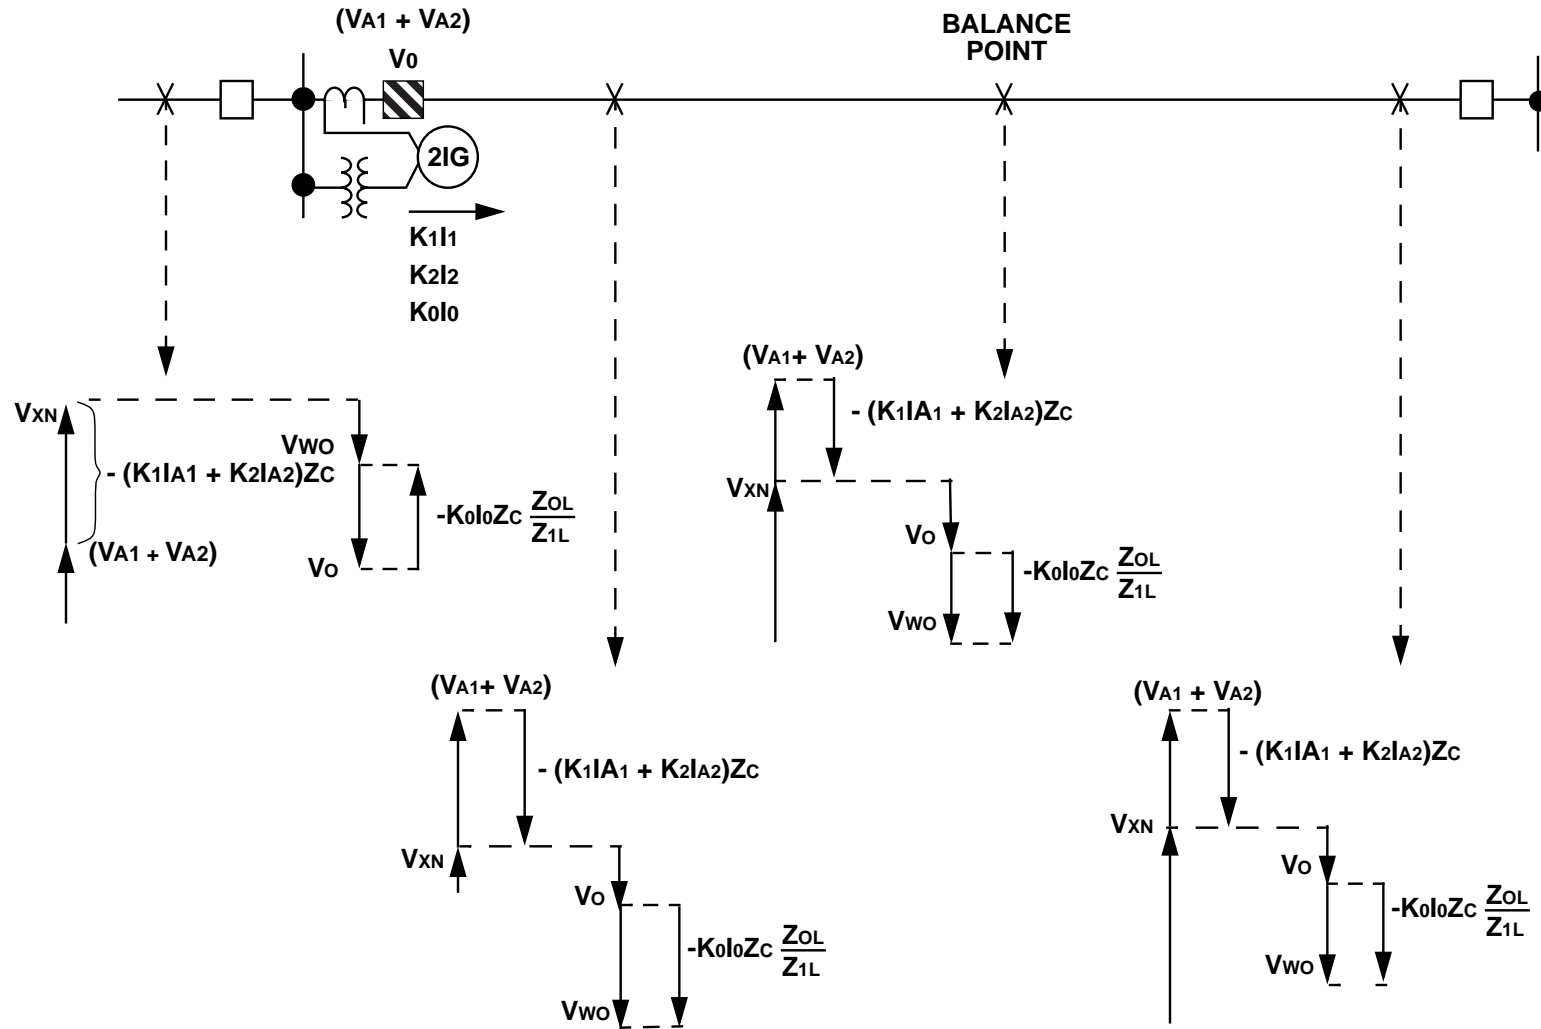 (VA1 + VA2)
V0
BALANCE
POINT
2IG
K1I1
K2I2
K0I0
VXN
- (K1IA1 + K2IA2)ZC
(VA1 + VA2)
VWO
VO
-K0I0ZC ZOL
Z1L
(VA1+ VA2)
- (K1IA1 + K2IA2)ZC
VXN
VO
VWO
-K0I0ZC ZOL
Z1L
(VA1+ VA2)
- (K1IA1 + K2IA2)ZC
VXN
VO
VWO
-K0I0ZC ZOL
Z1L
(VA1 + VA2)
- (K1IA1 + K2IA2)ZC
VXN
VO
VWO
-K0I0ZC ZOL
Z1L